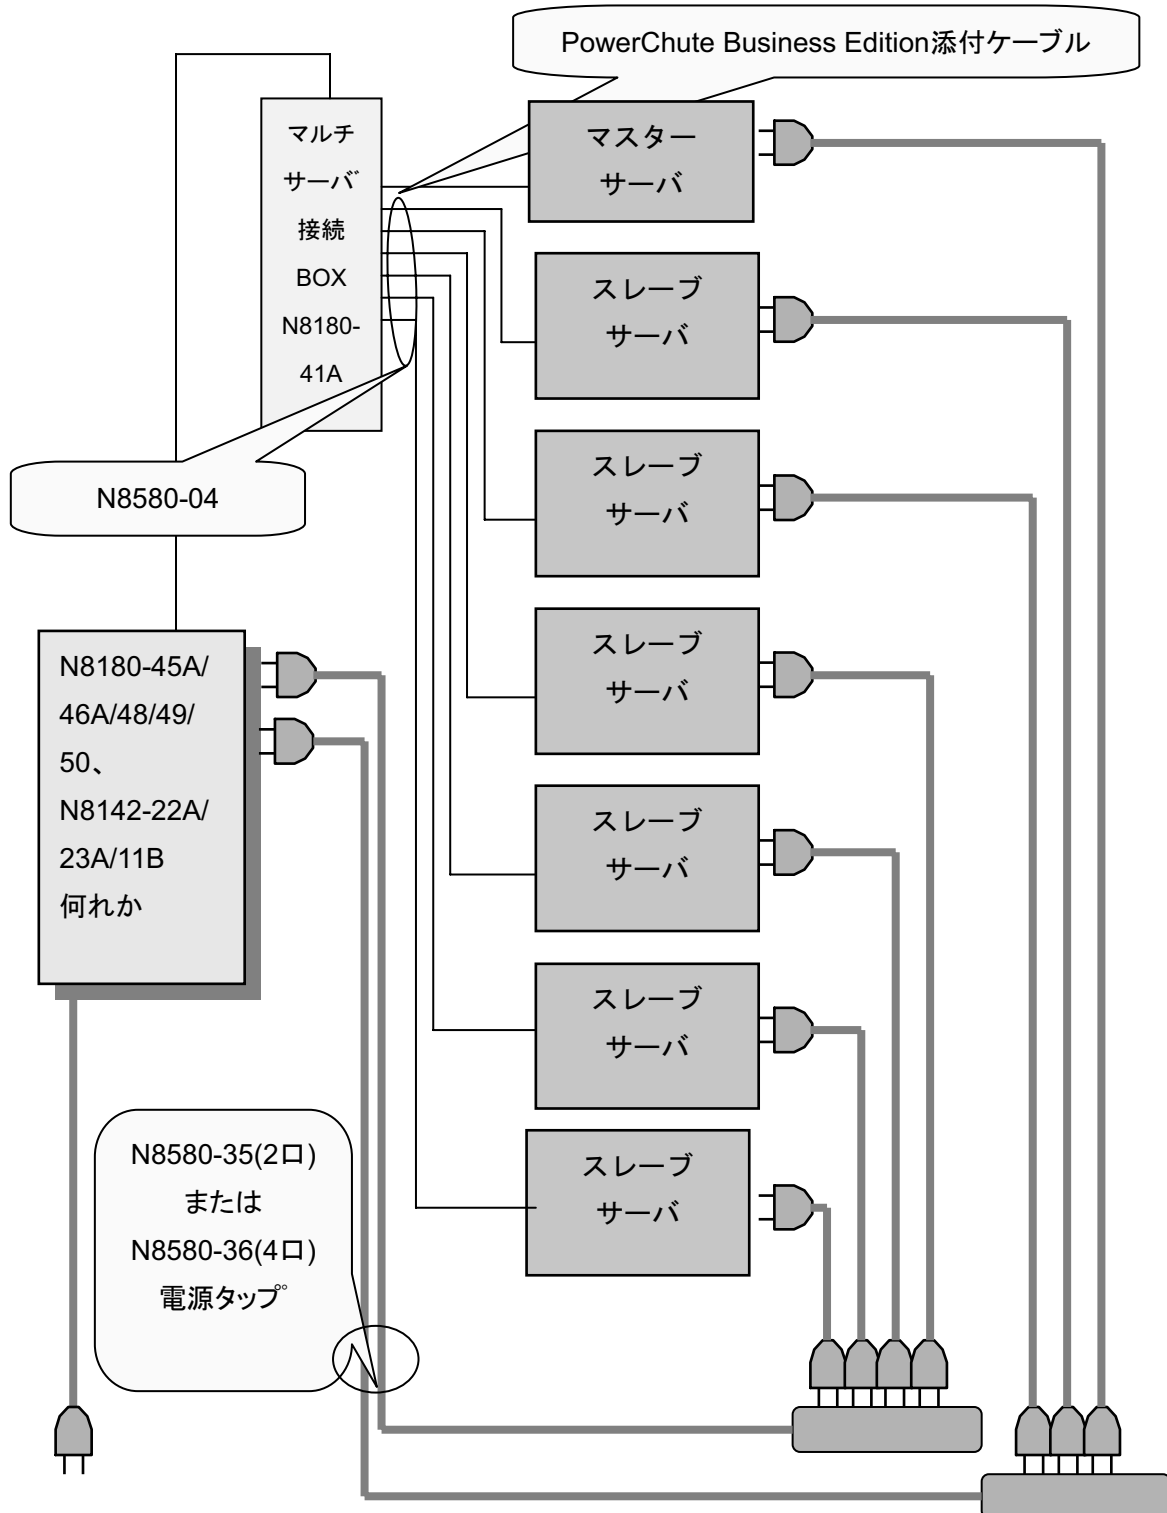 PowerChute Business Edition添付ケーブル
マルチ
サーバ
接続
BOX
N8180-
41A
マスター
サーバ
スレーブ
サーバ
スレーブ
サーバ
N8580-04
スレーブ
サーバ
N8180-45A/
46A/48/49/
50、
N8142-22A/
23A/11B
何れか
スレーブ
サーバ
スレーブ
サーバ
スレーブ
サーバ
N8580-35(2口)
または
N8580-36(4口)
電源タップ